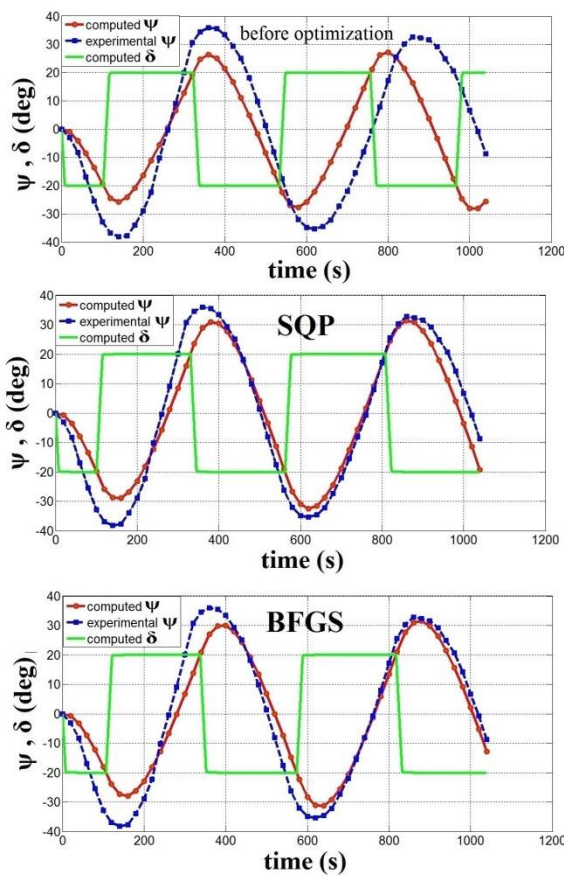 computed ψ
experimental ψ
computed δ
before optimization
40
30
20
10
0
-10
-20
-30
-40
ψ , δ (deg)
0 200 400 600 800 1000 1200
time (s)
computed ψ
experimental ψ
computed δ
SQP
40
30
20
10
0
-10
-20
-30
-40
ψ , δ (deg)
0 200 400 600 800 1000 1200
time (s)
computed ψ
experimental ψ
computed δ
BFGS
40
30
20
10
0
-10
-20
-30
-40
ψ , δ (deg)
0 200 400 600 800 1000 1200
time (s)